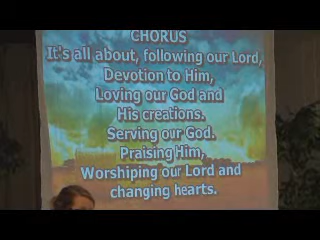 CHORUS
It's all about, following our Lord,
Devotion to Him,
Loving our God and
His creations.
Serving our God.
Praising Him,
Worshiping our Lord and
changing hearts.